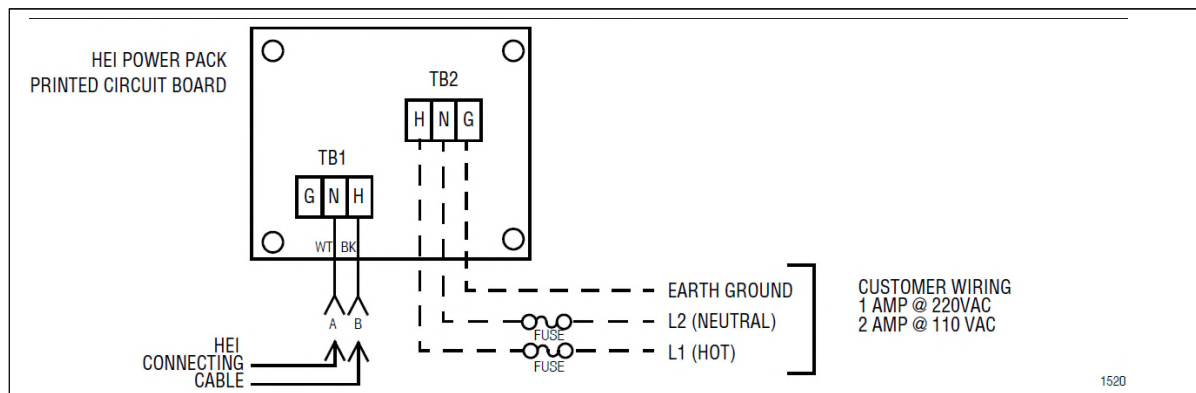 HEI POWER PACK
PRINTED CIRCUIT BOARD
TB2
H N G
TB1
G N H
WT BK
A B
HEI
CONNECTING
CABLE
EARTH GROUND
L2 (NEUTRAL)
FUSE
L1 (HOT)
FUSE
CUSTOMER WIRING
1 AMP @ 220VAC
2 AMP @ 110 VAC
1520